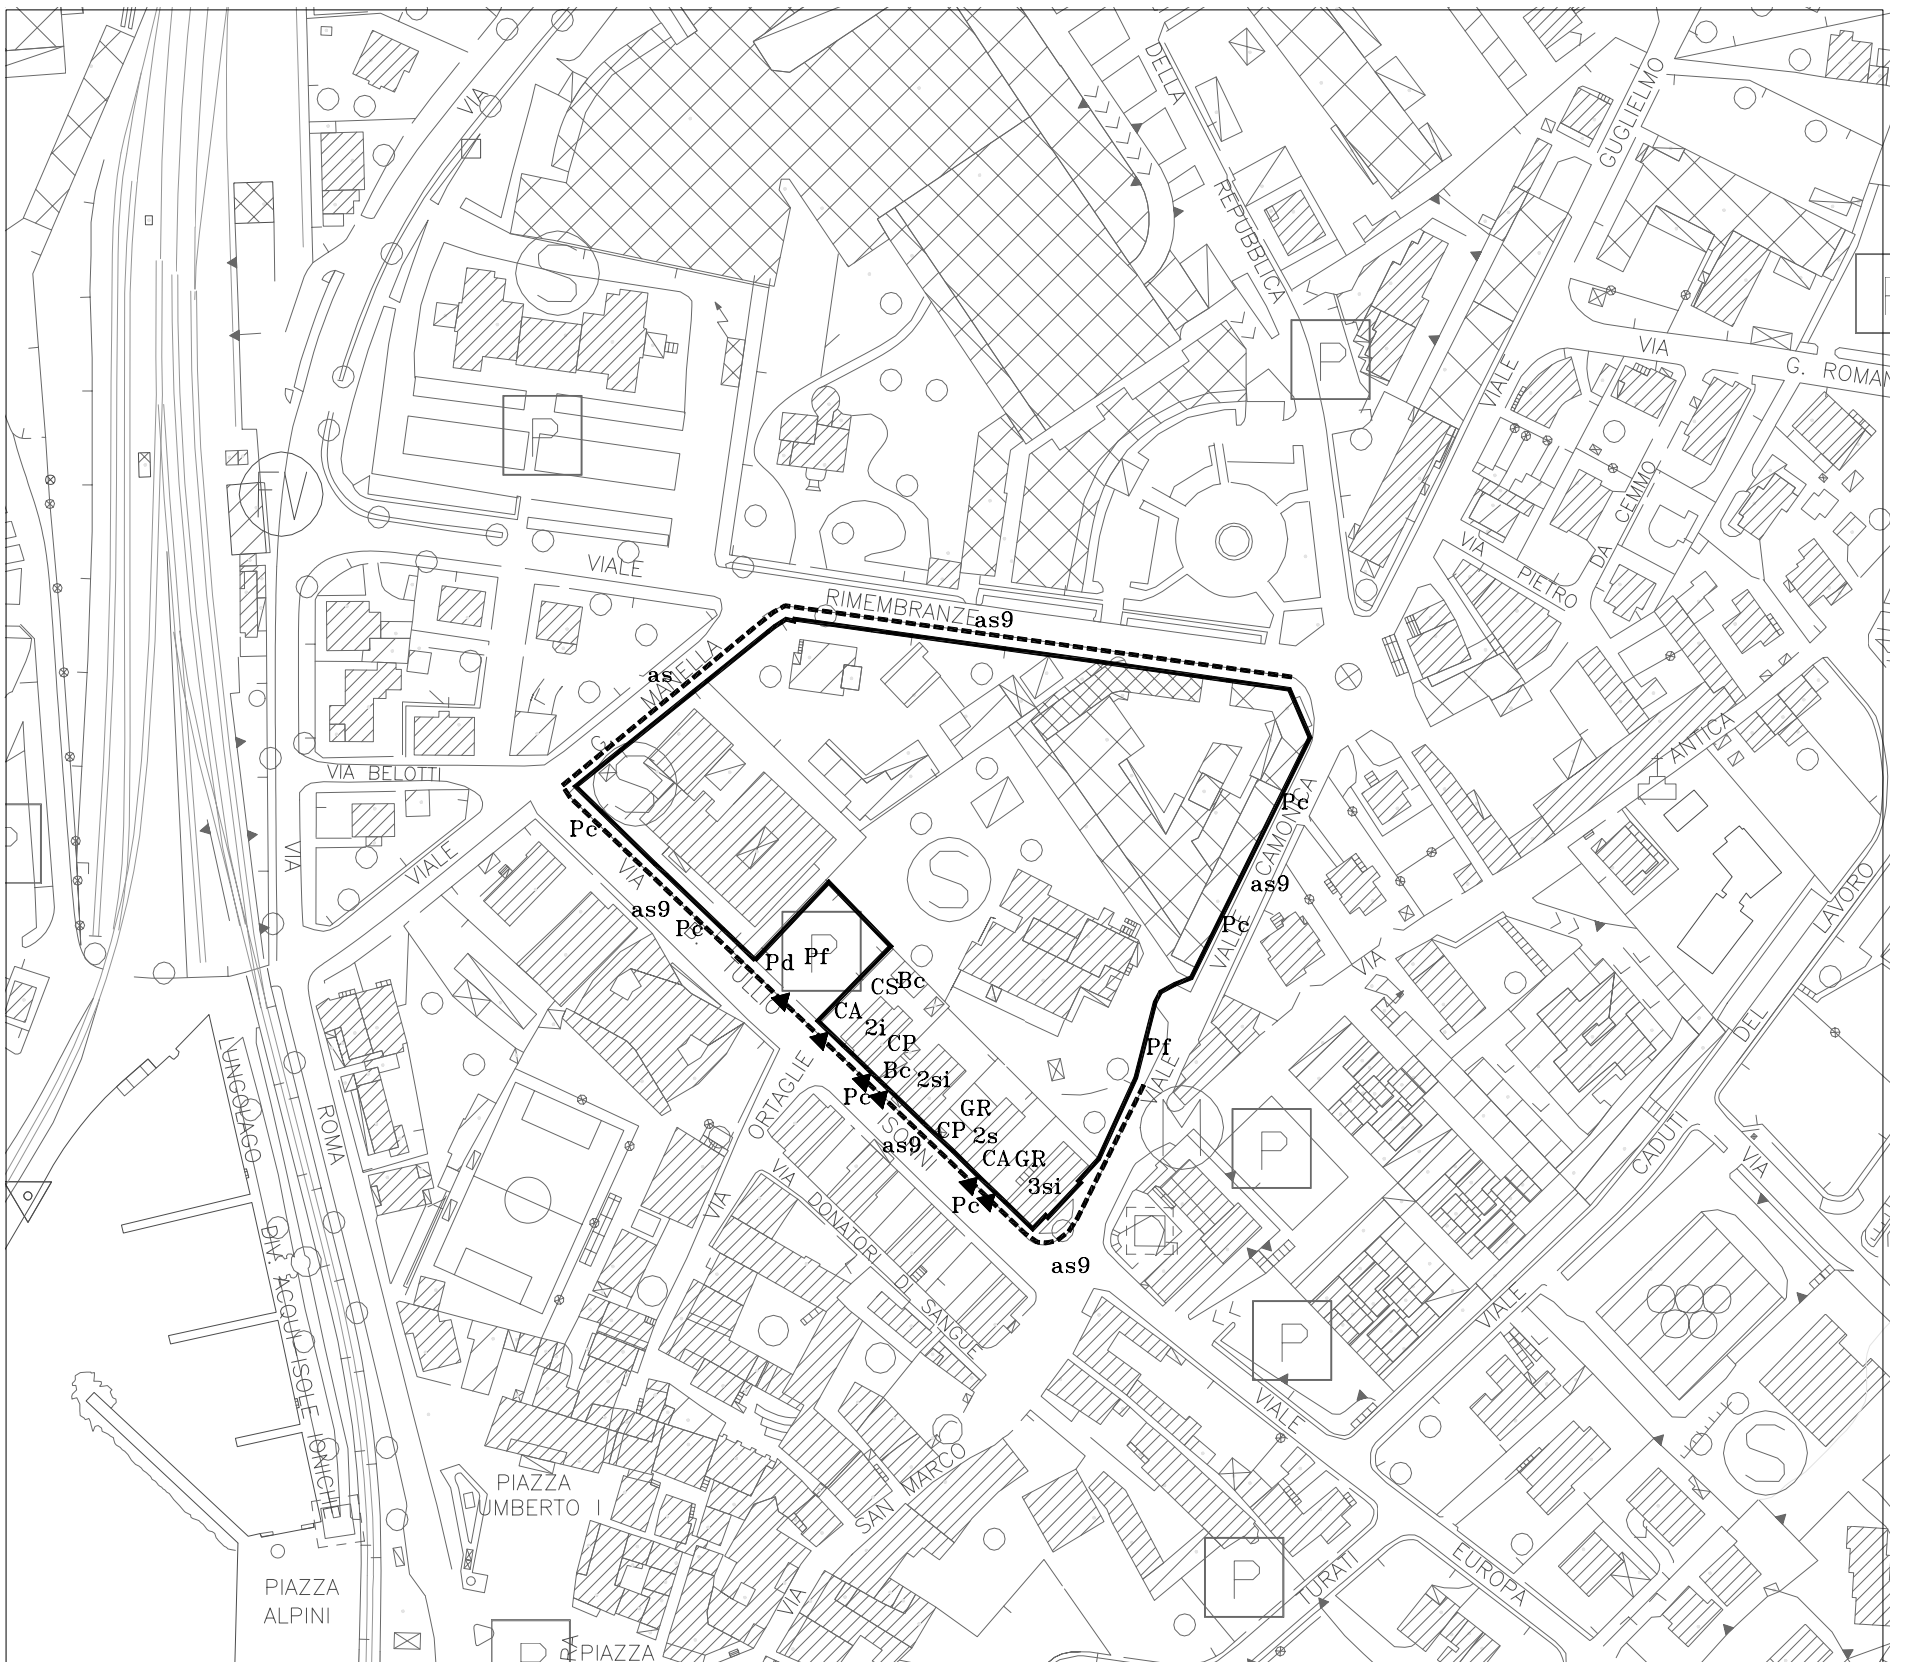 VIA
DELLA
GUGLIELMO
REPUBBLICA
S
P
P
VIA
G. ROMAN
VIALE
CEMMO
DA
VIA
PIETRO
VIALE
RIMEMBRANZE
as9
MANELLA
as
G.
S
VIA BELOTTI
VIA
VIALE
VIA
Pc
as9
Pc
TULLIO
Pd
P
Pf
S
CS
Bc
CA
2i
CP
Bc
2si
Pc
GR
CP
2s
as9
ISONNI
CA
GR
3si
Pc
as9
Pc
CAMONICA
as9
VIALE
Pc
Pf
VIALE
M
P
ANTICA
VIA
LAVORO
DEL
CADUTI
VIA
LUNGOLAGO
ROMA
ORTAGLIE
VIA
VIA
DONATORI
DI
SANGUE
DIV. ACQUI ISOLE IONICHE
P
VIALE
VIALE
S
PIAZZA
UMBERTO I
SAN MARCO
EUROPA
P
TURATI
PIAZZA
ALPINI
VIA
P
PIAZZA